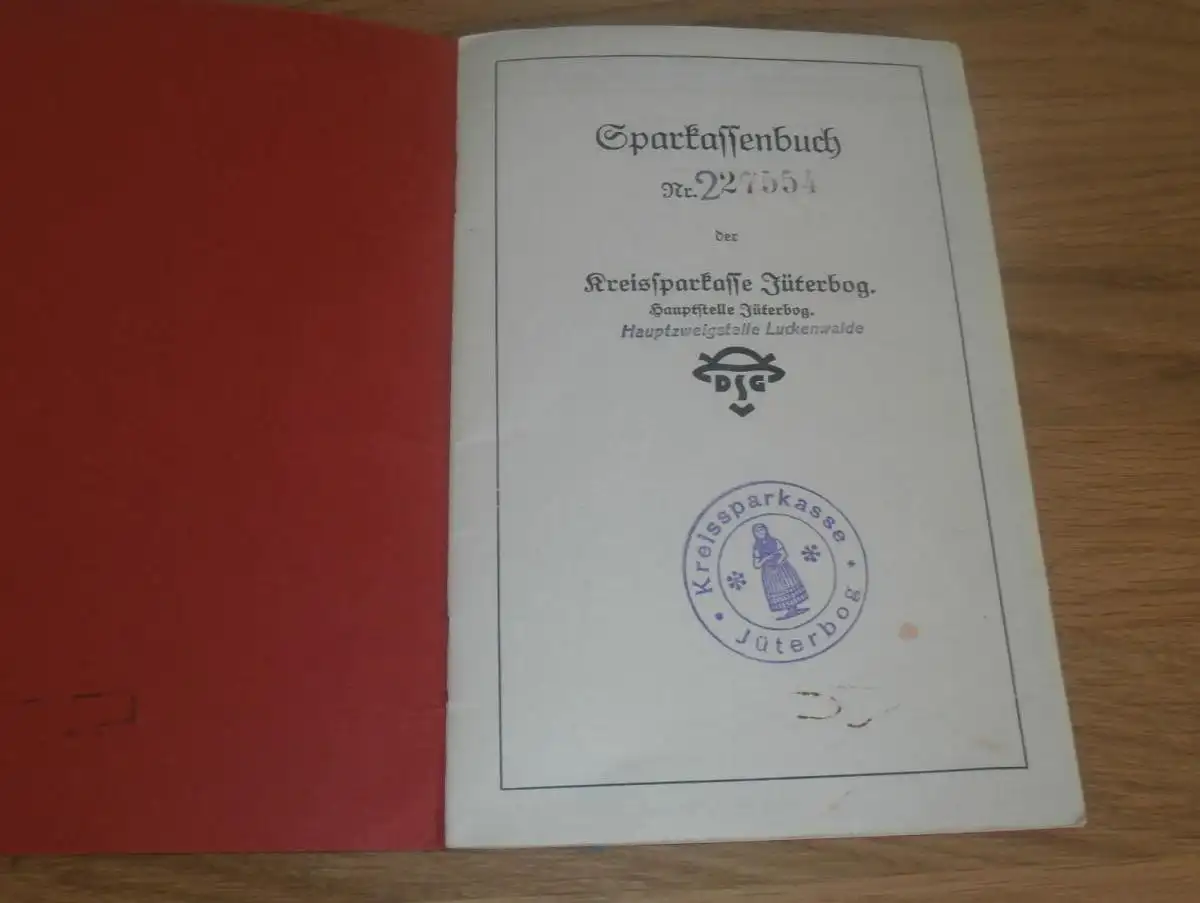 Sparkassenbuch
Nr. 227554
der
Kreissparkasse Jüterbog.
Hauptstelle Jüterbog.
Hauptzweigstelle Luckenwalde
DSG
Kreissparkasse
Jüterbog